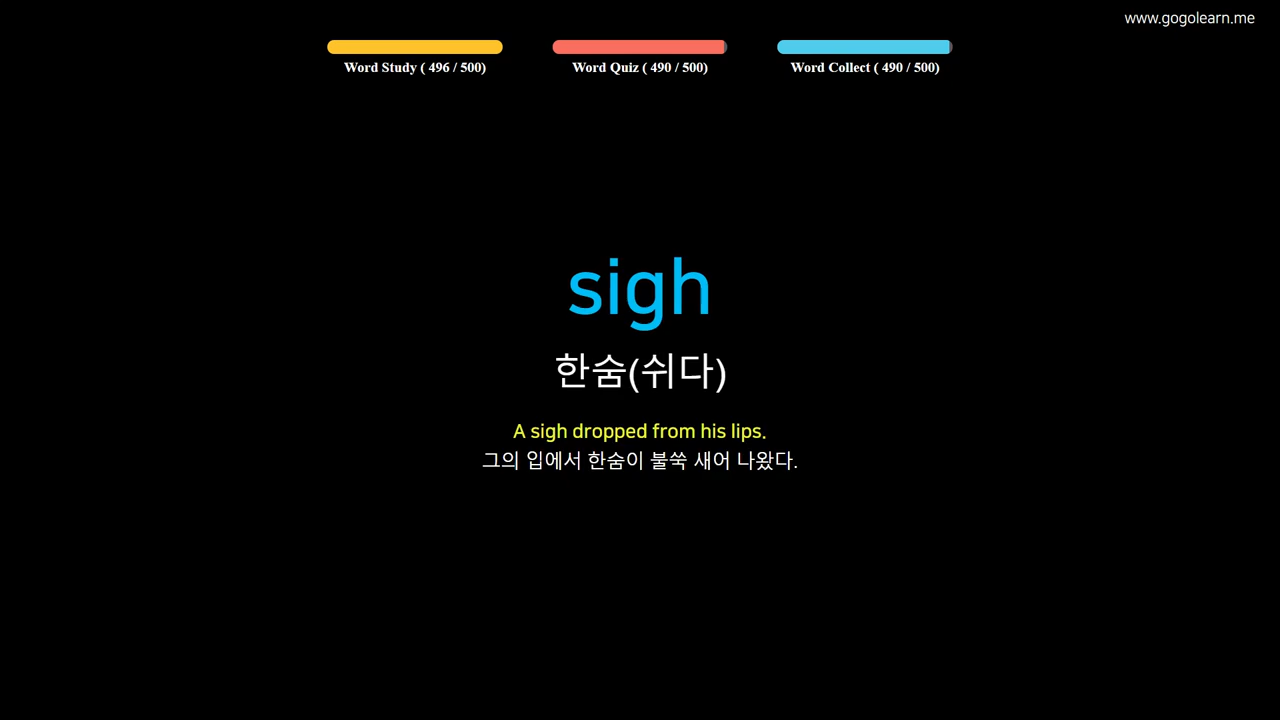 www.gogolearn.me
Word Study ( 496 / 500)
Word Quiz ( 490 / 500)
Word Collect ( 490 / 500)
sigh
한숨(쉬다)
A sigh dropped from his lips.
그의 입에서 한숨이 불쑥 새어 나왔다.